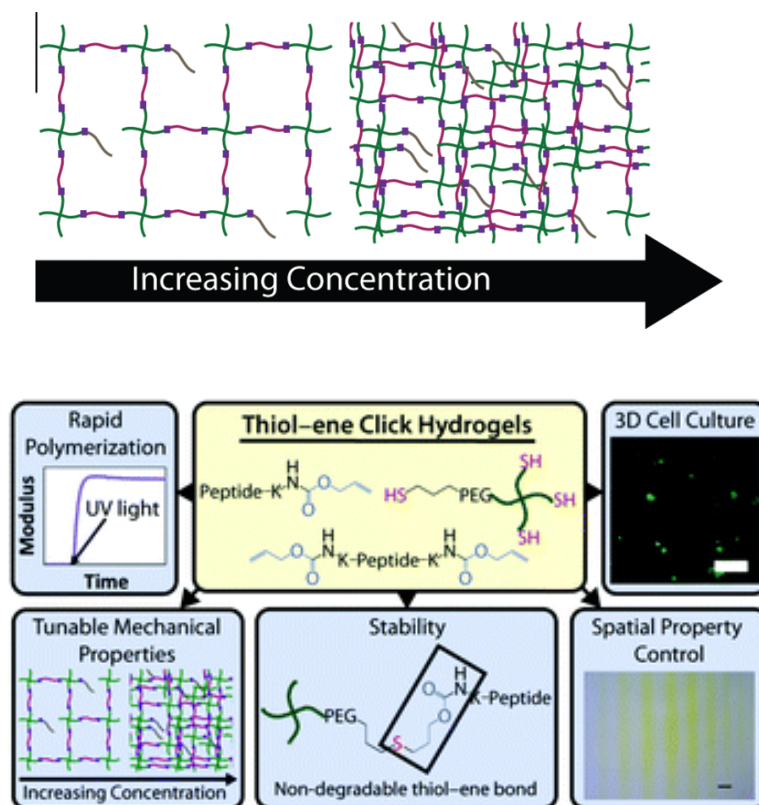 Increasing Concentration
Rapid
Polymerization
Modulus
UV light
Time
Thiol–ene Click Hydrogels
Peptide-K
H
N
O
O
HS
PEG
SH
SH
SH
O
O
H
N
K-Peptide-K
H
N
O
O
3D Cell Culture
Tunable Mechanical
Properties
Increasing Concentration
Stability
PEG
S
O
O
H
N
K-Peptide
Non-degradable thiol–ene bond
Spatial Property
Control